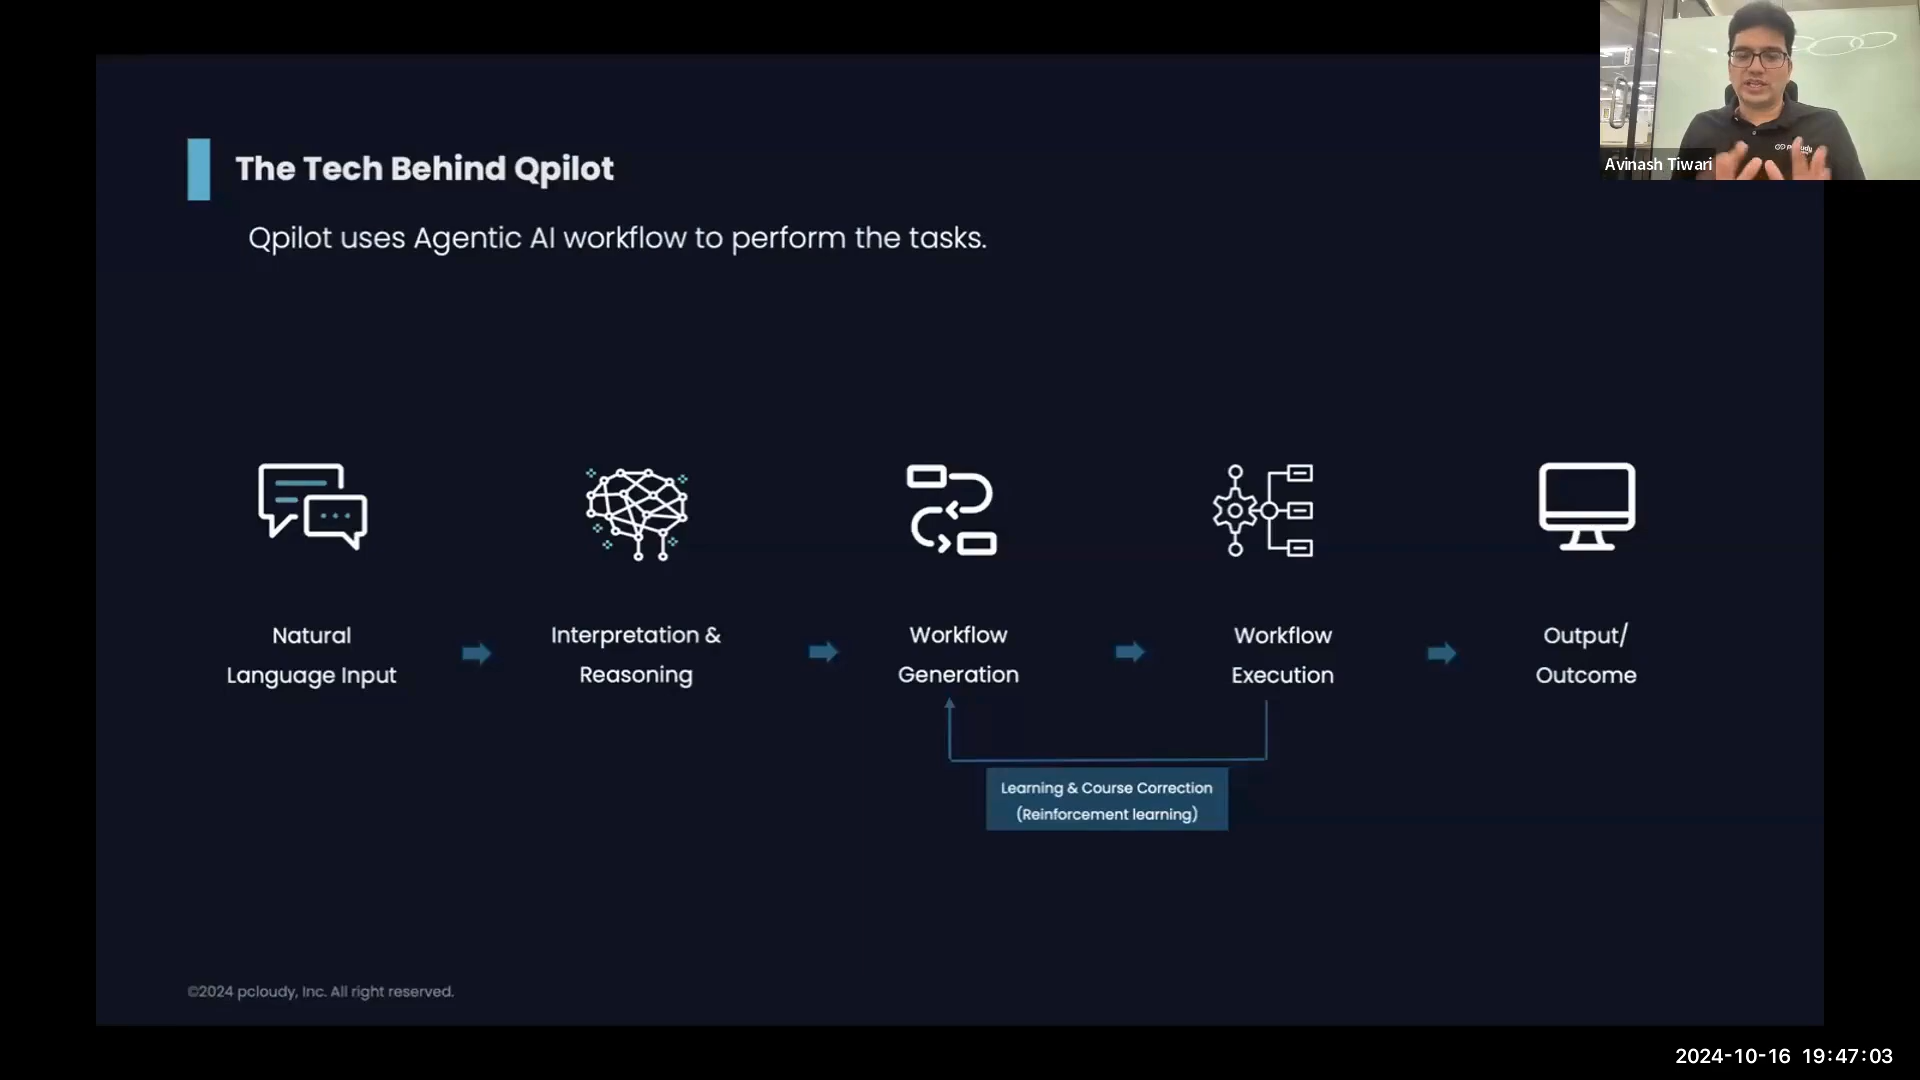 The Tech Behind Qpilot
Qpilot uses Agentic AI workflow to perform the tasks.
Natural
Language Input
Interpretation &
Reasoning
Workflow
Generation
Workflow
Execution
Output/
Outcome
Learning & Course Correction
(Reinforcement learning)
©2024 pcloudy, Inc. All right reserved.
Avinash Tiwari
2024-10-16 19:47:03